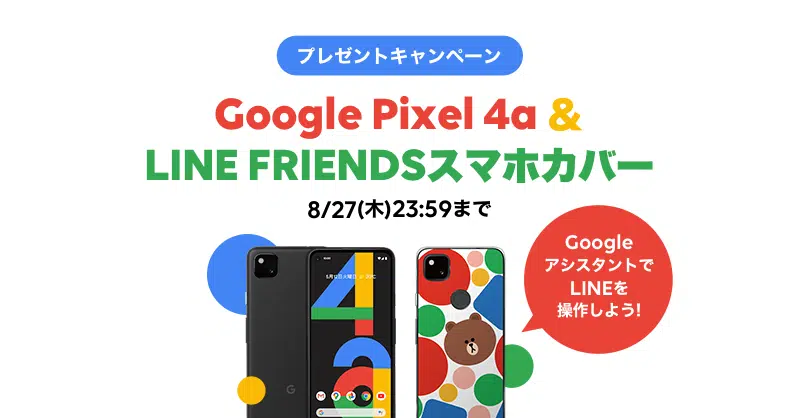 プレゼントキャンペーン
Google Pixel 4a &
LINE FRIENDSスマホカバー
8/27(木)23:59まで
Google
アシスタントで
LINEを
操作しよう!
4a
G